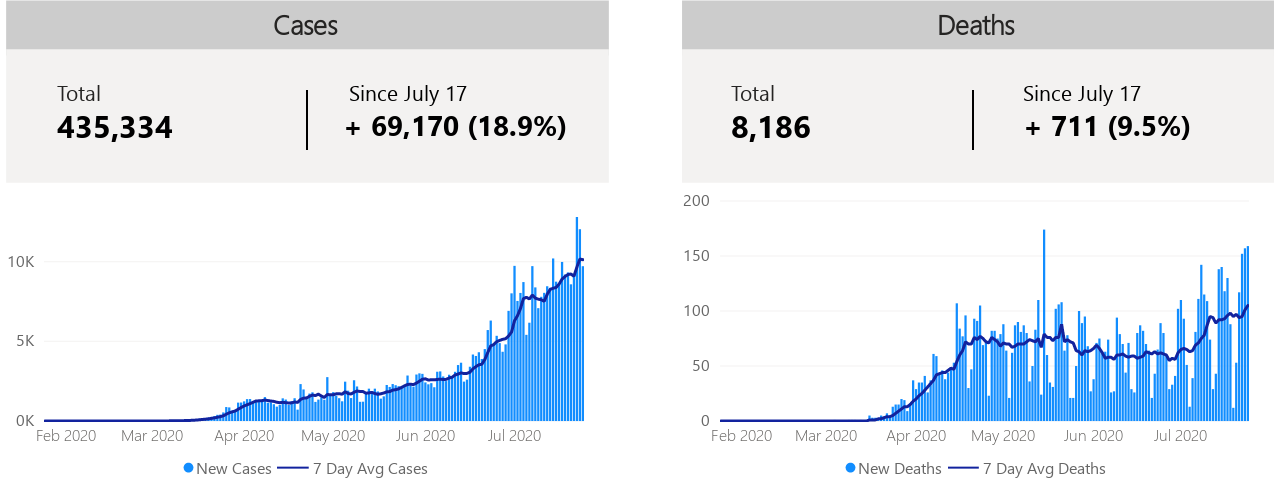 Cases
Total
435,334
Since July 17
+ 69,170 (18.9%)
10K
5K
0K
Feb 2020 Mar 2020 Apr 2020 May 2020 Jun 2020 Jul 2020
New Cases 7 Day Avg Cases
Deaths
Total
8,186
Since July 17
+ 711 (9.5%)
200
150
100
50
0
Feb 2020 Mar 2020 Apr 2020 May 2020 Jun 2020 Jul 2020
New Deaths 7 Day Avg Deaths